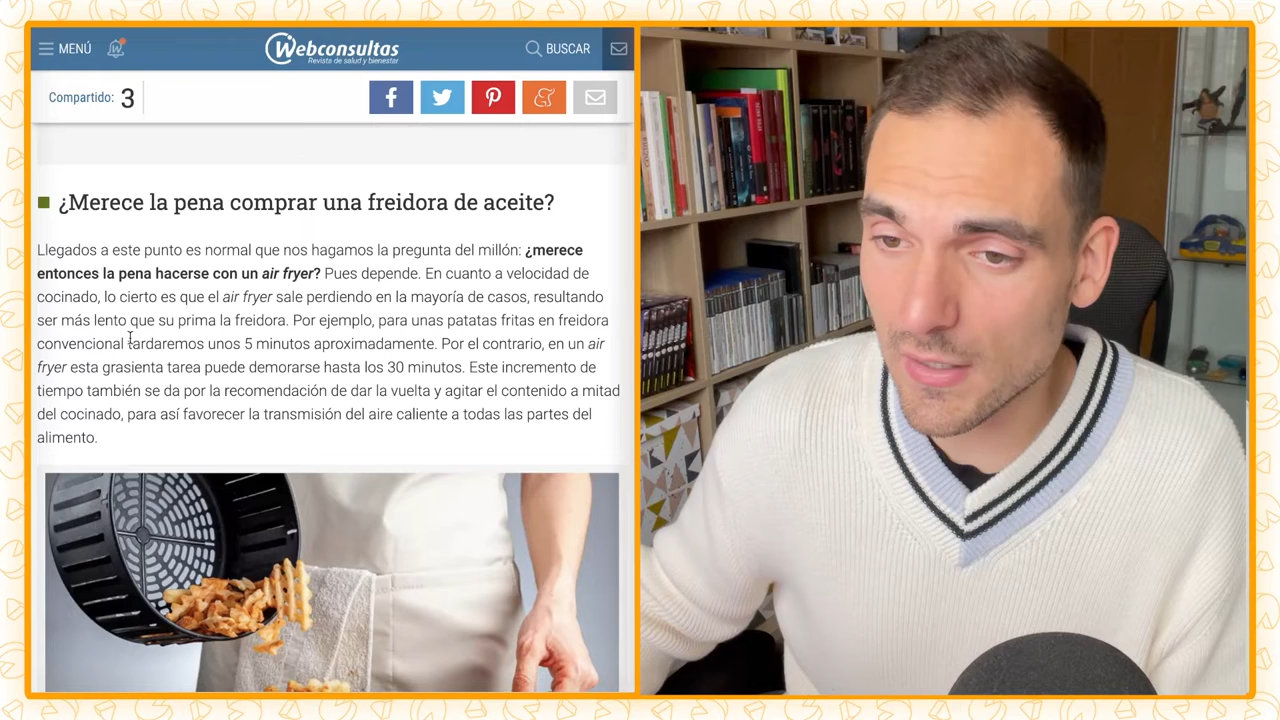 MENÚ
Webconsultas
Revista de salud y bienestar
BUSCAR
Compartido: 3
¿Merece la pena comprar una freidora de aceite?
Llegados a este punto es normal que nos hagamos la pregunta del millón: ¿merece
entonces la pena hacerse con un air fryer? Pues depende. En cuanto a velocidad de
cocinado, lo cierto es que el air fryer sale perdiendo en la mayoría de casos, resultando
ser más lento que su prima la freidora. Por ejemplo, para unas patatas fritas en freidora
convencional tardaremos unos 5 minutos aproximadamente. Por el contrario, en un air
fryer esta grasienta tarea puede demorarse hasta los 30 minutos. Este incremento de
tiempo también se da por la recomendación de dar la vuelta y agitar el contenido a mitad
del cocinado, para así favorecer la transmisión del aire caliente a todas las partes del
alimento.